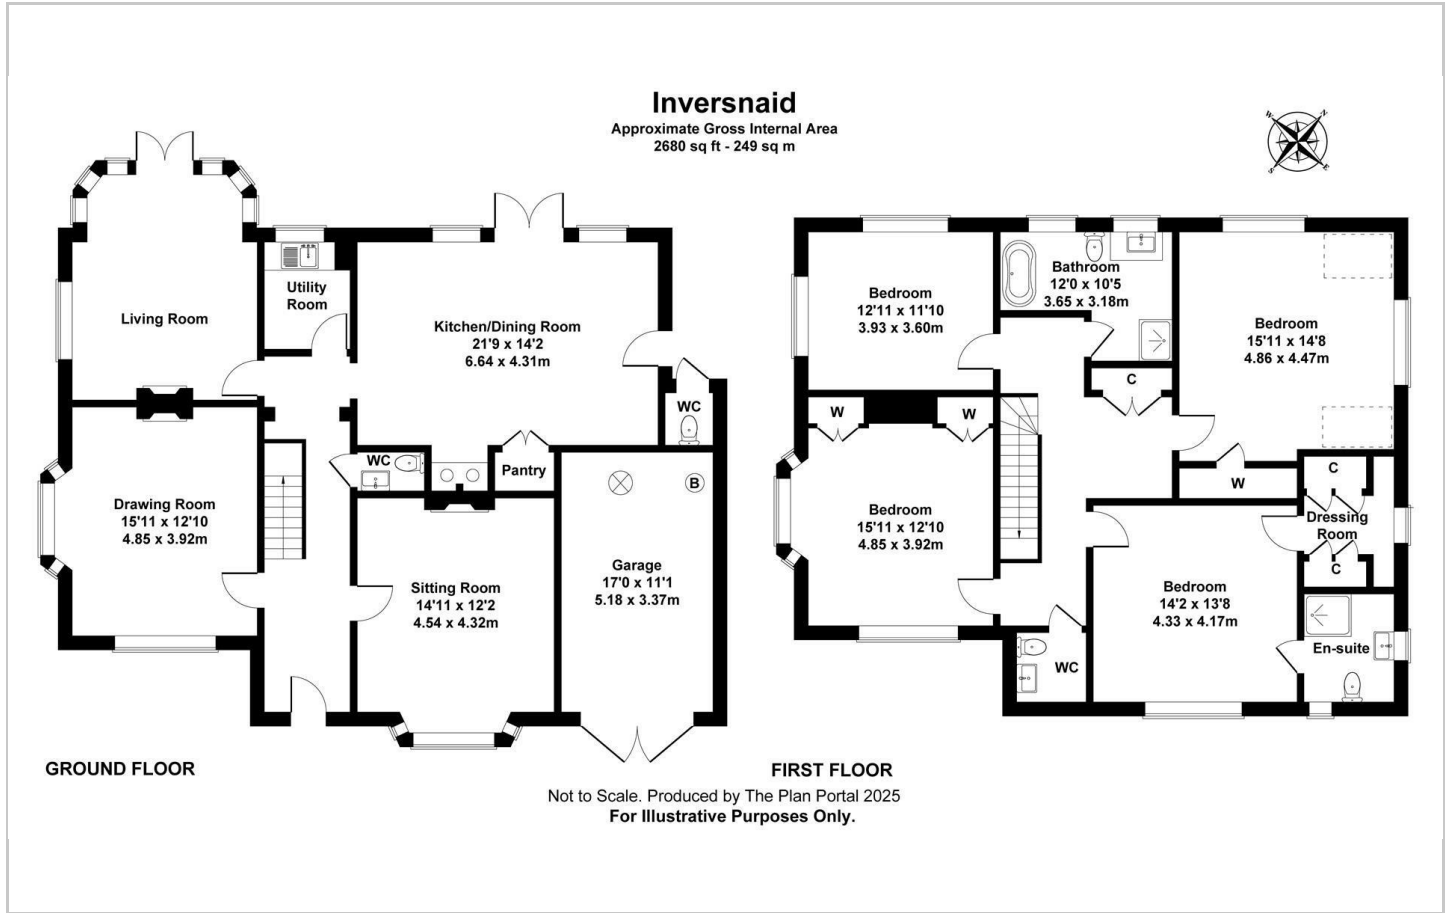 Inversnaid
Approximate Gross Internal Area
2680 sq ft - 249 sq m
W
N
S
E
Living Room
Utility
Room
Kitchen/Dining Room
21'9 x 14'2
6.64 x 4.31m
WC
WC
Pantry
Drawing Room
15'11 x 12'10
4.85 x 3.92m
Sitting Room
14'11 x 12'2
4.54 x 4.32m
B
Garage
17'0 x 11'1
5.18 x 3.37m
GROUND FLOOR
Bedroom
12'11 x 11'10
3.93 x 3.60m
Bathroom
12'0 x 10'5
3.65 x 3.18m
Bedroom
15'11 x 14'8
4.86 x 4.47m
C
W
W
W
C
Dressing
Room
C
Bedroom
15'11 x 12'10
4.85 x 3.92m
Bedroom
14'2 x 13'8
4.33 x 4.17m
En-suite
WC
FIRST FLOOR
Not to Scale. Produced by The Plan Portal 2025
For Illustrative Purposes Only.